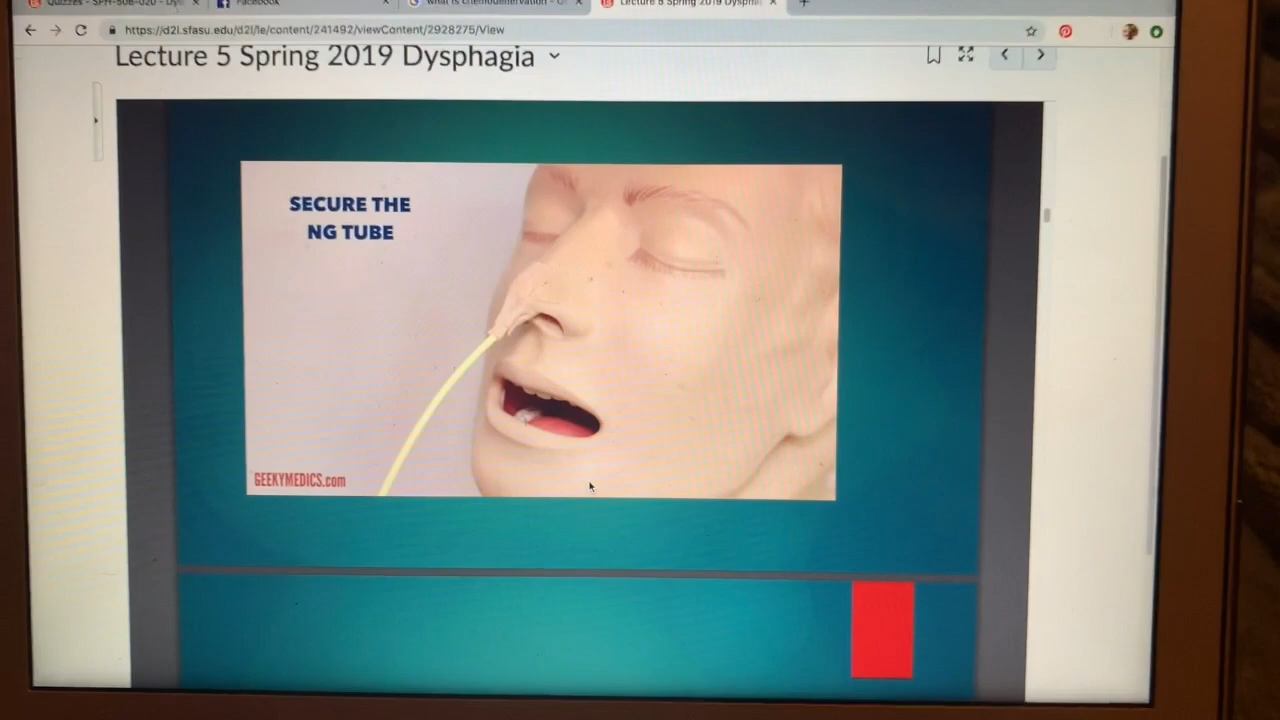 Facebook
https://d2l.sfasu.edu/d2l/le/content/241492/viewContent/2928275/View
Lecture 5 Spring 2019 Dysphagia
SECURE THE
NG TUBE
GEEKYMEDICS.com